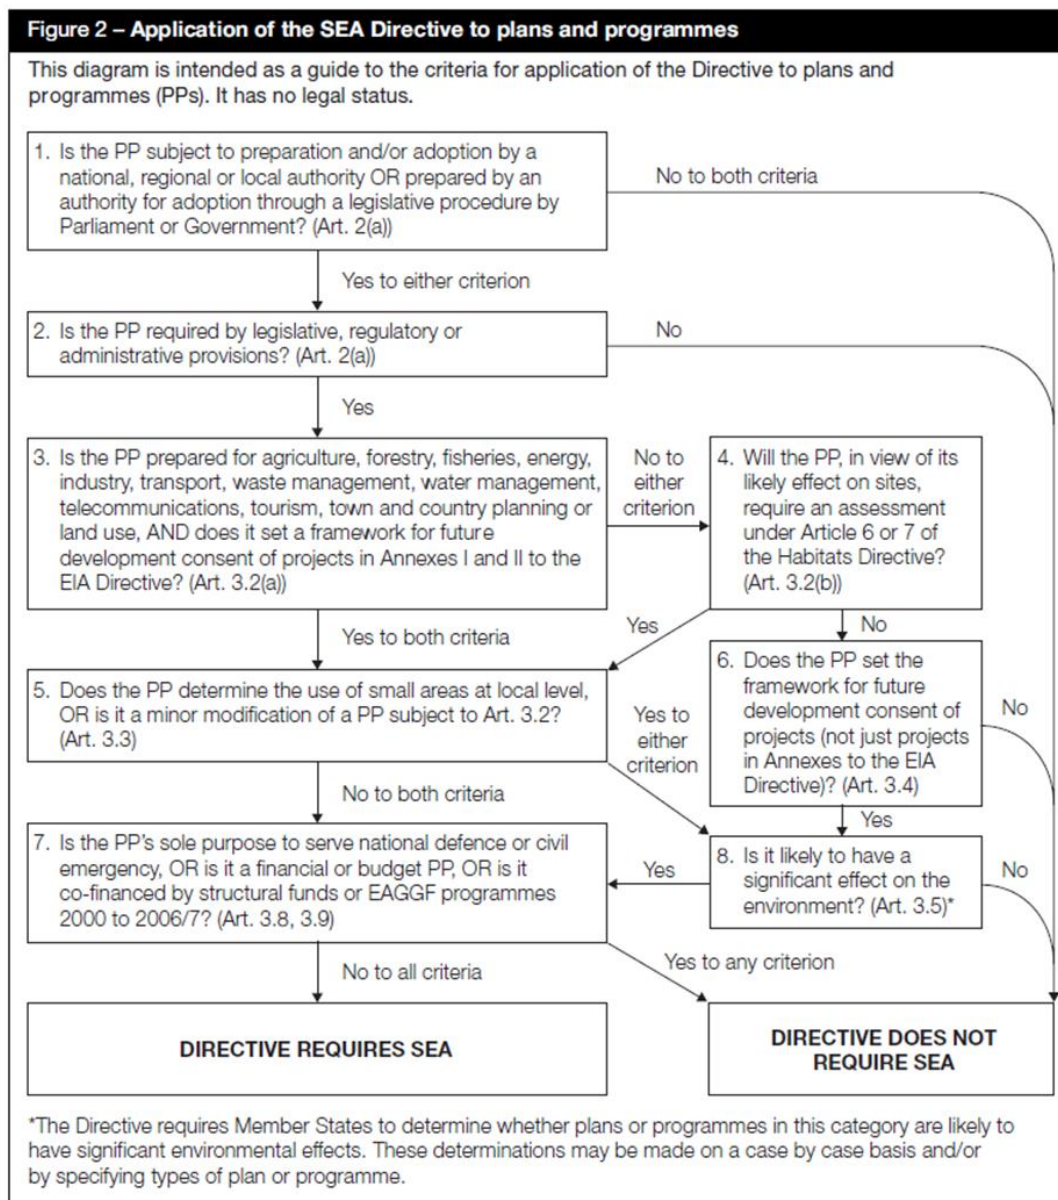 Figure 2 – Application of the SEA Directive to plans and programmes
This diagram is intended as a guide to the criteria for application of the Directive to plans and
programmes (PPs). It has no legal status.
1. Is the PP subject to preparation and/or adoption by a
national, regional or local authority OR prepared by an
authority for adoption through a legislative procedure by
Parliament or Government? (Art. 2(a))
No to both criteria
Yes to either criterion
2. Is the PP required by legislative, regulatory or
administrative provisions? (Art. 2(a))
No
Yes
3. Is the PP prepared for agriculture, forestry, fisheries, energy,
industry, transport, waste management, water management,
telecommunications, tourism, town and country planning or
land use, AND does it set a framework for future
development consent of projects in Annexes I and II to the
EIA Directive? (Art. 3.2(a))
No to
either
criterion
4. Will the PP, in view of its
likely effect on sites,
require an assessment
under Article 6 or 7 of
the Habitats Directive?
(Art. 3.2(b))
Yes to both criteria
Yes
No
5. Does the PP determine the use of small areas at local level,
OR is it a minor modification of a PP subject to Art. 3.2?
(Art. 3.3)
Yes to
either
criterion
6. Does the PP set the
framework for future
development consent of
projects (not just projects
in Annexes to the EIA
Directive)? (Art. 3.4)
No
No to both criteria
Yes
7. Is the PP's sole purpose to serve national defence or civil
emergency, OR is it a financial or budget PP, OR is it
co-financed by structural funds or EAGGF programmes
2000 to 2006/7? (Art. 3.8, 3.9)
Yes
8. Is it likely to have a
significant effect on the
environment? (Art. 3.5)*
No
No to all criteria
Yes to any criterion
DIRECTIVE REQUIRES SEA
DIRECTIVE DOES NOT
REQUIRE SEA
*The Directive requires Member States to determine whether plans or programmes in this category are likely to
have significant environmental effects. These determinations may be made on a case by case basis and/or
by specifying types of plan or programme.